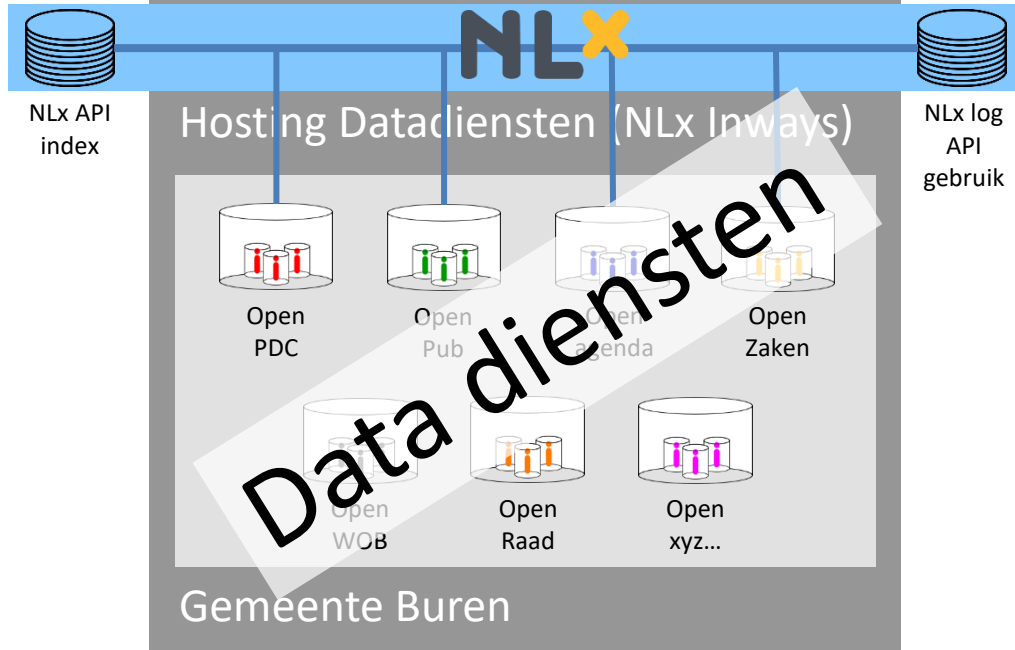 NLx
NLx API
index
NLx log
API
gebruik
Hosting Datadiensten (NLx Inways)
Open
PDC
Open
Pub
Open
agenda
Open
Zaken
Data diensten
Open
WOB
Open
Raad
Open
xyz...
Gemeente Buren